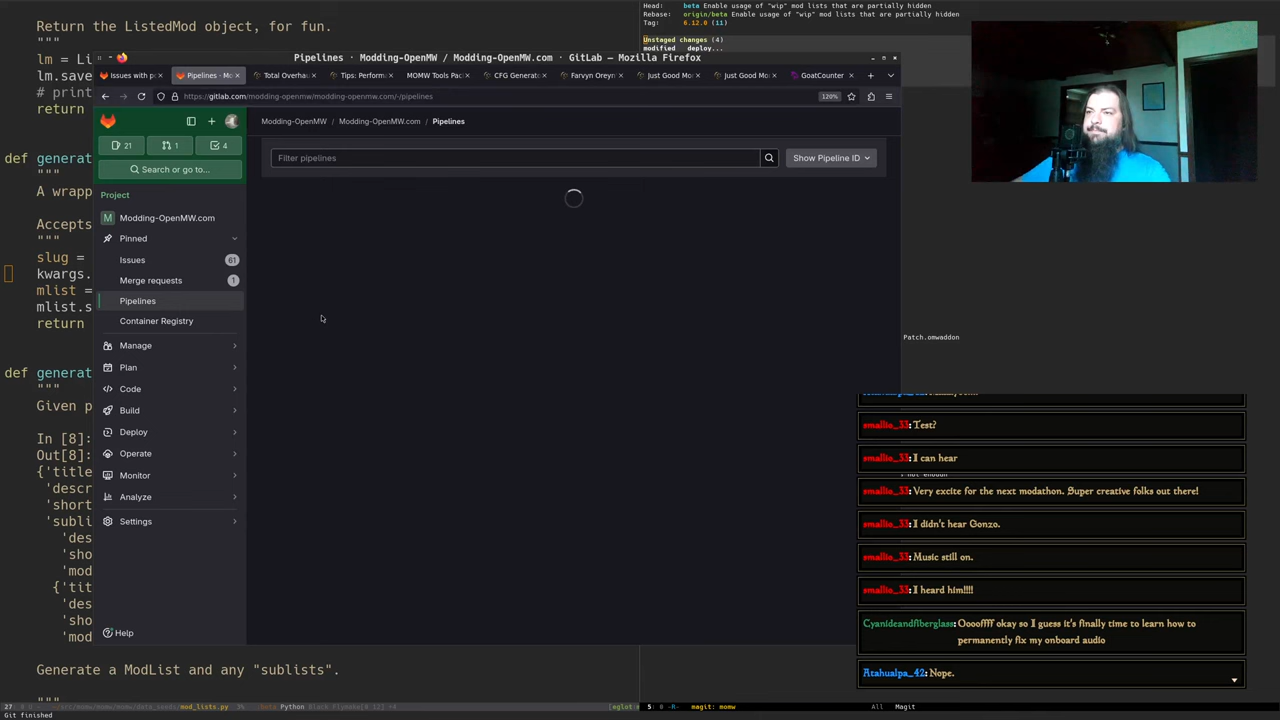 Return the ListedMod object, for fun.
"""
lm = Li
lm.save
# print
return
def generat
"""
A wrapp
Accepts
"""
slug =
kwargs.
mlist =
mlist.s
return
def generat
"""
Given p
In [8]:
Out[8]:
{'title
'descr
'short
'subli
'des
'sho
'mod
{'tit
'des
'sho
'mod
Generate a ModList and any "sublists".
"""
27: 0
mod_lists.py 3%
Git finished
Head: beta Enable usage of "wip" mod lists that are partially hidden
Rebase: origin/beta Enable usage of "wip" mod lists that are partially hidden
Tag: 6.12.0 (11)
Unstaged changes (4)
modified deploy...
Pipelines · Modding-OpenMW / Modding-OpenMW.com · GitLab — Mozilla Firefox
Issues with p
Pipelines - Mo
Total Overha
Tips: Perform
MOMW Tools Pac
CFG Generat
Farvyn Oreyn
Just Good Mo
Just Good Mo
GoatCounter
https://gitlab.com/modding-openmw/modding-openmw.com/-/pipelines
120%
21
1
4
Search or go to...
Project
M Modding-OpenMW.com
Pinned
Issues 61
Merge requests 1
Pipelines
Container Registry
Manage
Plan
Code
Build
Deploy
Operate
Monitor
Analyze
Settings
Help
Modding-OpenMW / Modding-OpenMW.com / Pipelines
Filter pipelines
Show Pipeline ID
Patch.omwaddon
smallio_33: Test?
smallio_33: I can hear
smallio_33: Very excite for the next modathon. Super creative folks out there!
smallio_33: I didn't hear Gonzo.
smallio_33: Music still on.
smallio_33: I heard him!!!!
Cyanideandfiberglass: Ooooffff okay so I guess it's finally time to learn how to
permanently fix my onboard audio
Atahualpa_42: Nope.
magit: momw
All Magit